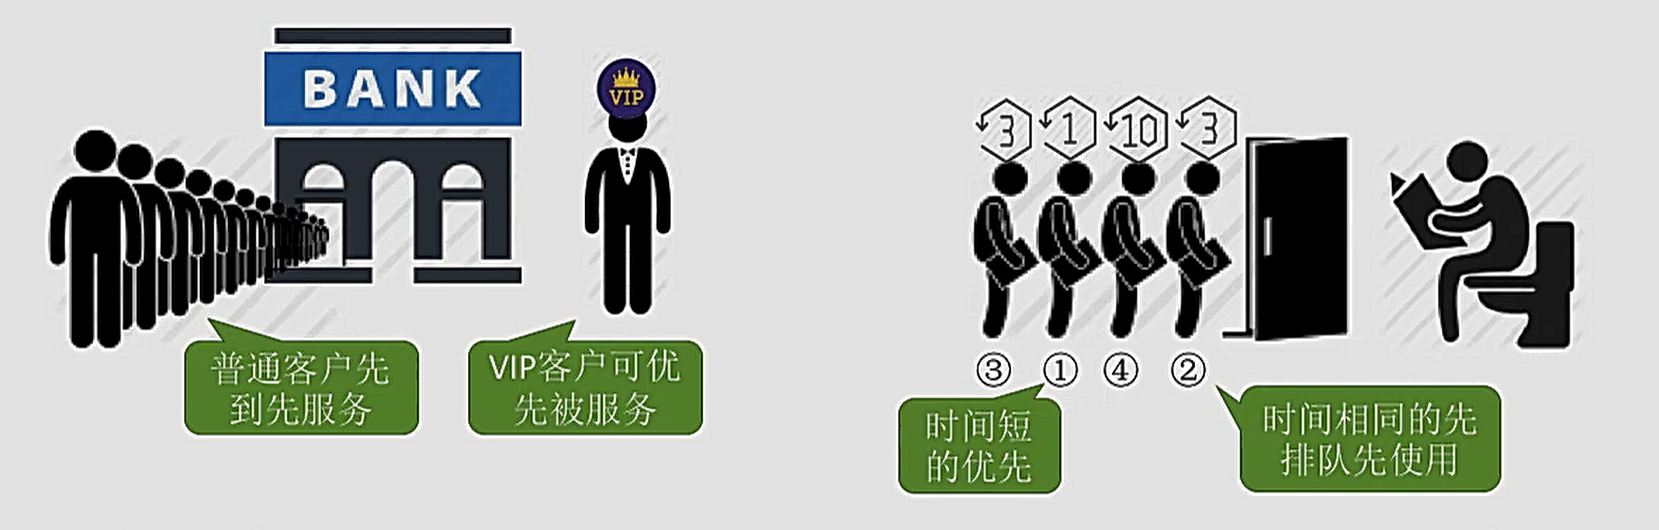 BANK
VIP
普通客户先
到先服务
VIP客户可优
先被服务
3 1 10 3
③ ① ④ ②
时间短
的优先
时间相同的先
排队先使用